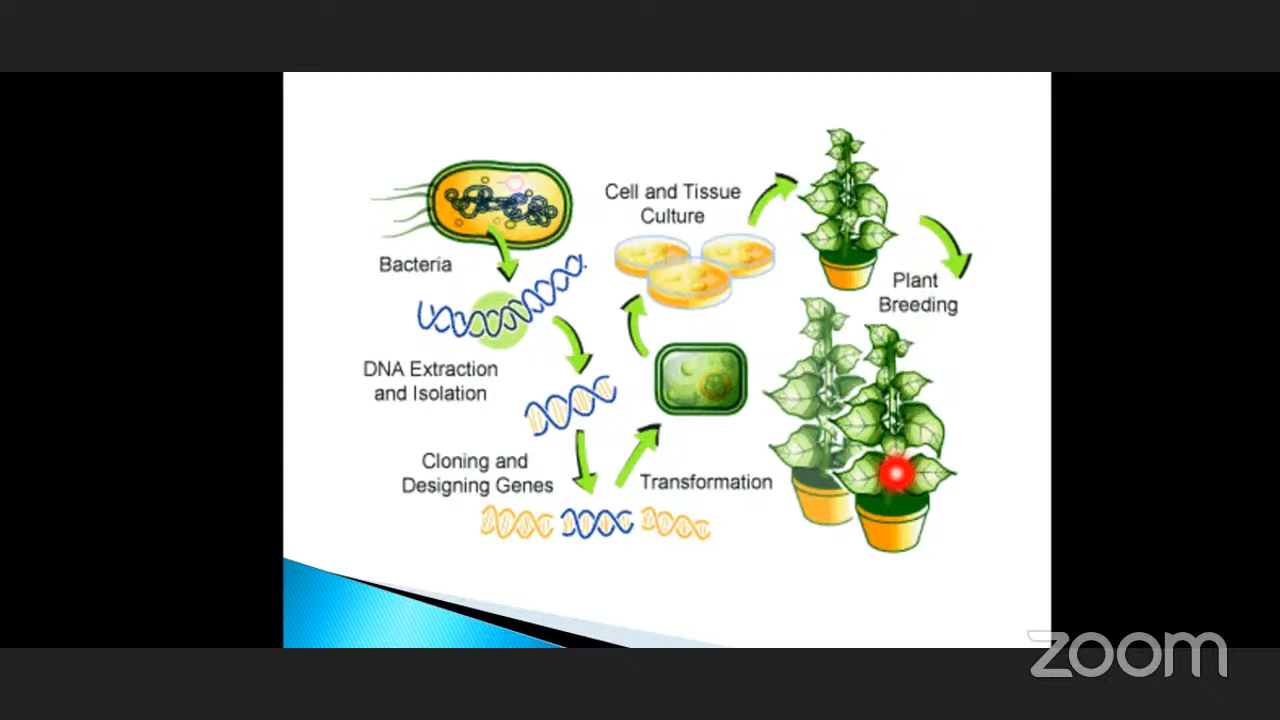 Bacteria
DNA Extraction
and Isolation
Cloning and
Designing Genes
Transformation
Cell and Tissue
Culture
Plant
Breeding
zoom